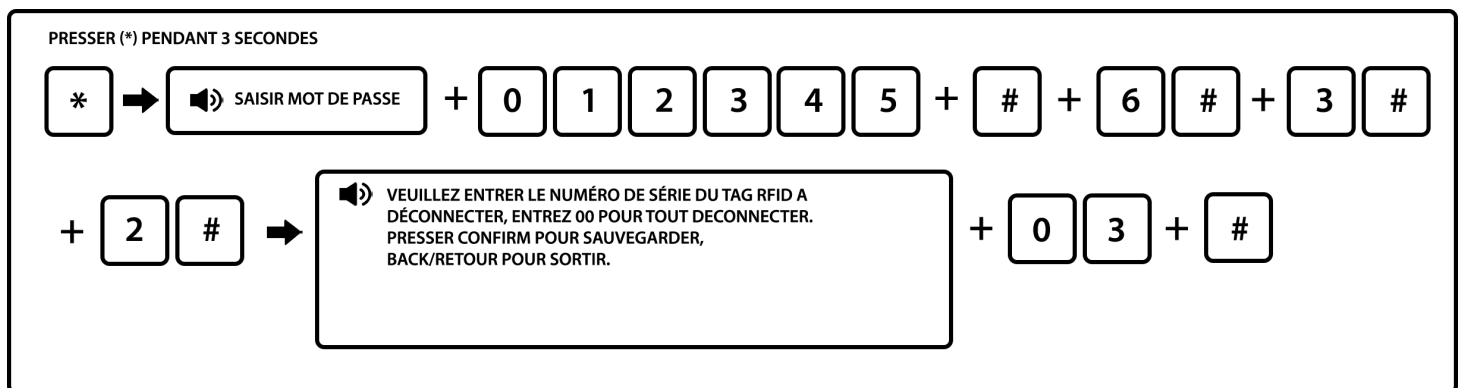 PRESSER (*) PENDANT 3 SECONDES
* SAISIR MOT DE PASSE + 0 1 2 3 4 5 + # + 6 # + 3 #
+ 2 # VEUILLEZ ENTRER LE NUMÉRO DE SÉRIE DU TAG RFID A
DÉCONNECTER, ENTREZ 00 POUR TOUT DECONNECTER.
PRESSER CONFIRM POUR SAUVEGARDER,
BACK/RETOUR POUR SORTIR.
+ 0 3 + #